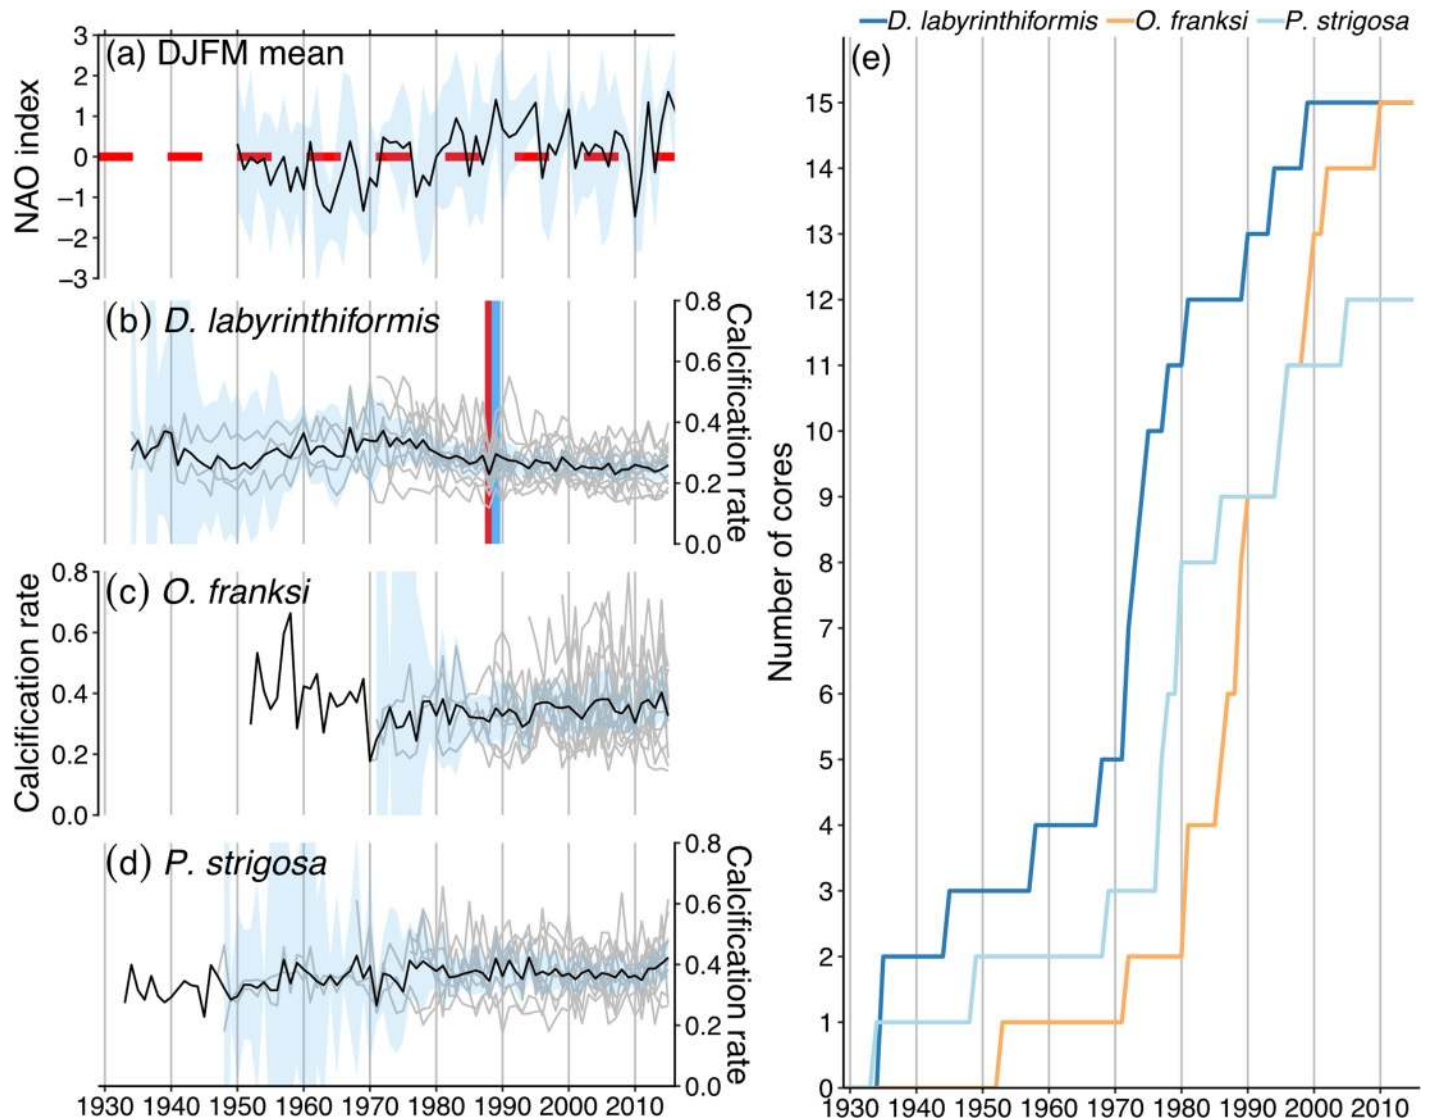 (a) DJFM mean
NAO index
3
2
1
0
−1
−2
−3
(b) D. labyrinthiformis
0.8
0.6
0.4
0.2
0.0
Calcification rate
(c) O. franksi
Calcification rate
0.8
0.6
0.4
0.2
0.0
(d) P. strigosa
0.8
0.6
0.4
0.2
0.0
Calcification rate
1930 1940 1950 1960 1970 1980 1990 2000 2010
D. labyrinthiformis O. franksi P. strigosa
(e)
Number of cores
15
14
13
12
11
10
9
8
7
6
5
4
3
2
1
0
1930 1940 1950 1960 1970 1980 1990 2000 2010